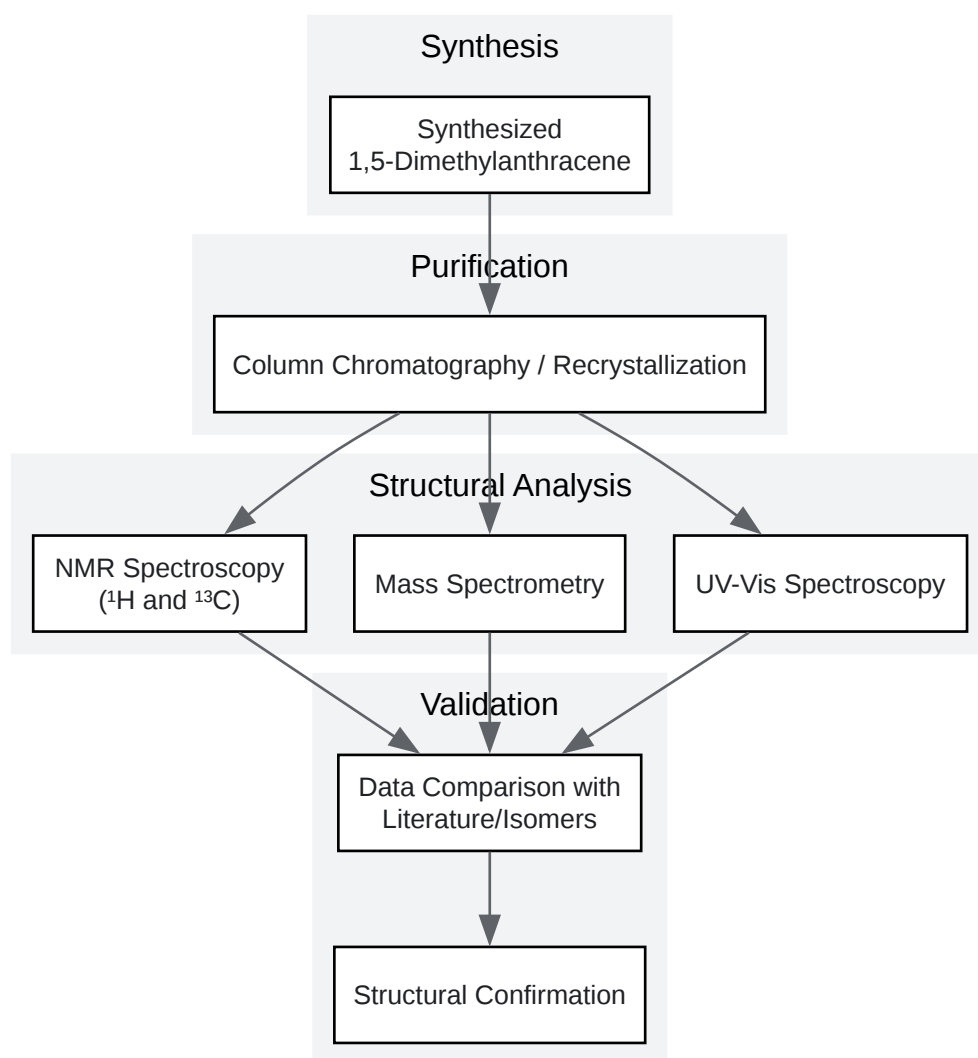 Synthesis
Synthesized
1,5-Dimethylanthracene
Purification
Column Chromatography / Recrystallization
Structural Analysis
NMR Spectroscopy
(¹H and ¹³C)
Mass Spectrometry
UV-Vis Spectroscopy
Validation
Data Comparison with
Literature/Isomers
Structural Confirmation